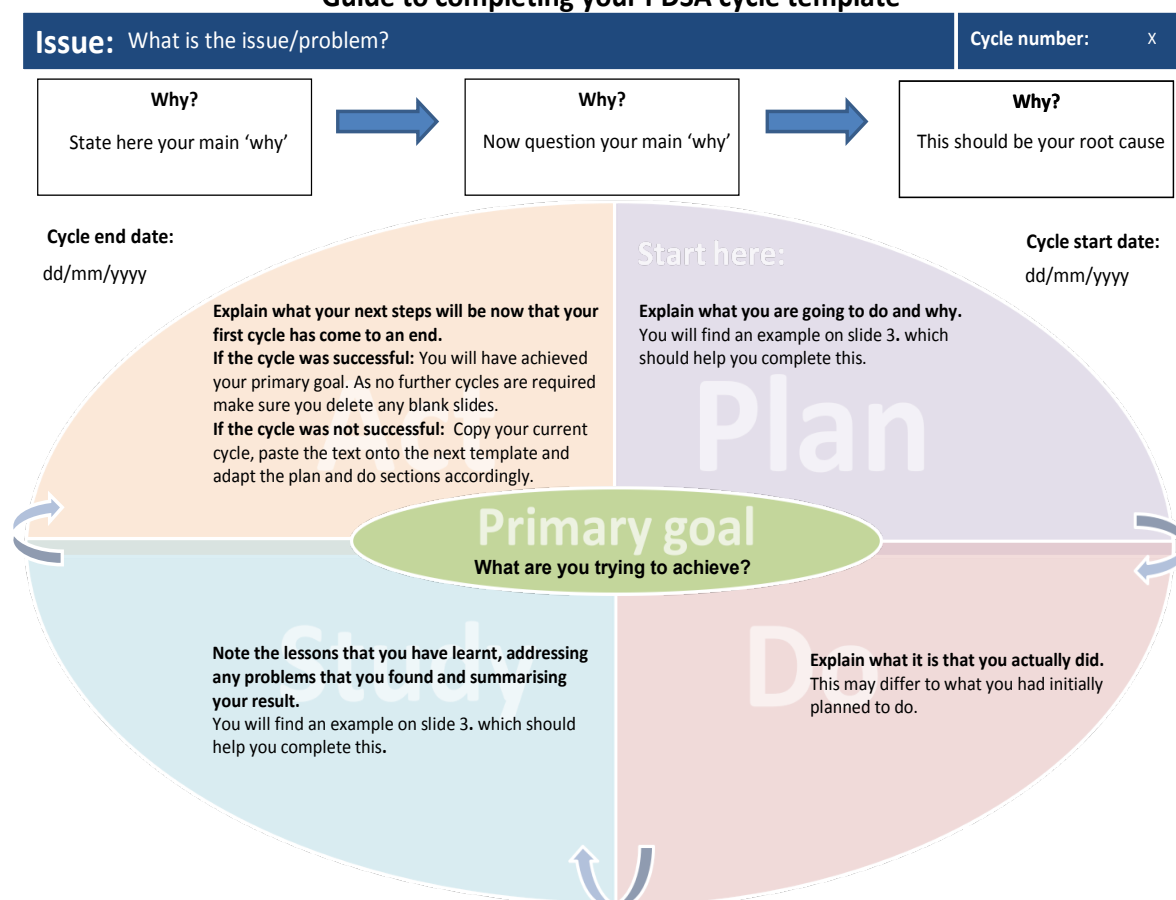 Guide to completing your PDSA cycle template
Issue: What is the issue/problem?
Cycle number: X
Why?
State here your main ‘why’
Why?
Now question your main ‘why’
Why?
This should be your root cause
Cycle end date:
dd/mm/yyyy
Cycle start date:
dd/mm/yyyy
Explain what your next steps will be now that your
first cycle has come to an end.
If the cycle was successful: You will have achieved
your primary goal. As no further cycles are required
make sure you delete any blank slides.
If the cycle was not successful: Copy your current
cycle, paste the text onto the next template and
adapt the plan and do sections accordingly.
Act
Start here:
Explain what you are going to do and why.
You will find an example on slide 3. which
should help you complete this.
Plan
Primary goal
What are you trying to achieve?
Note the lessons that you have learnt, addressing
any problems that you found and summarising
your result.
You will find an example on slide 3. which should
help you complete this.
Study
Explain what it is that you actually did.
This may differ to what you had initially
planned to do.
Do